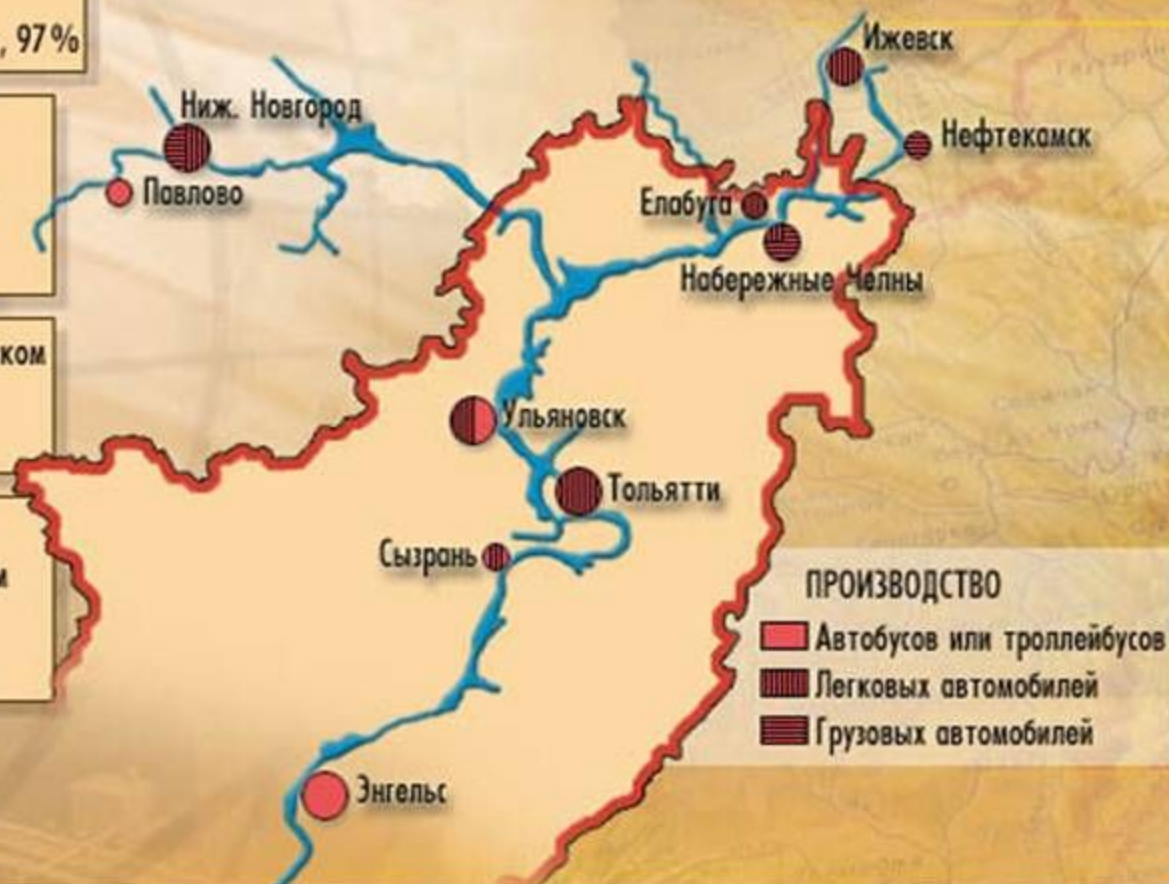 , 97%
ком
Ижевск
Ниж. Новгород
Нефтекамск
Павлово
Елабуга
Набережные Челны
Ульяновск
Тольятти
Сызрань
Энгельс
ПРОИЗВОДСТВО
Автобусов или троллейбусов
Легковых автомобилей
Грузовых автомобилей